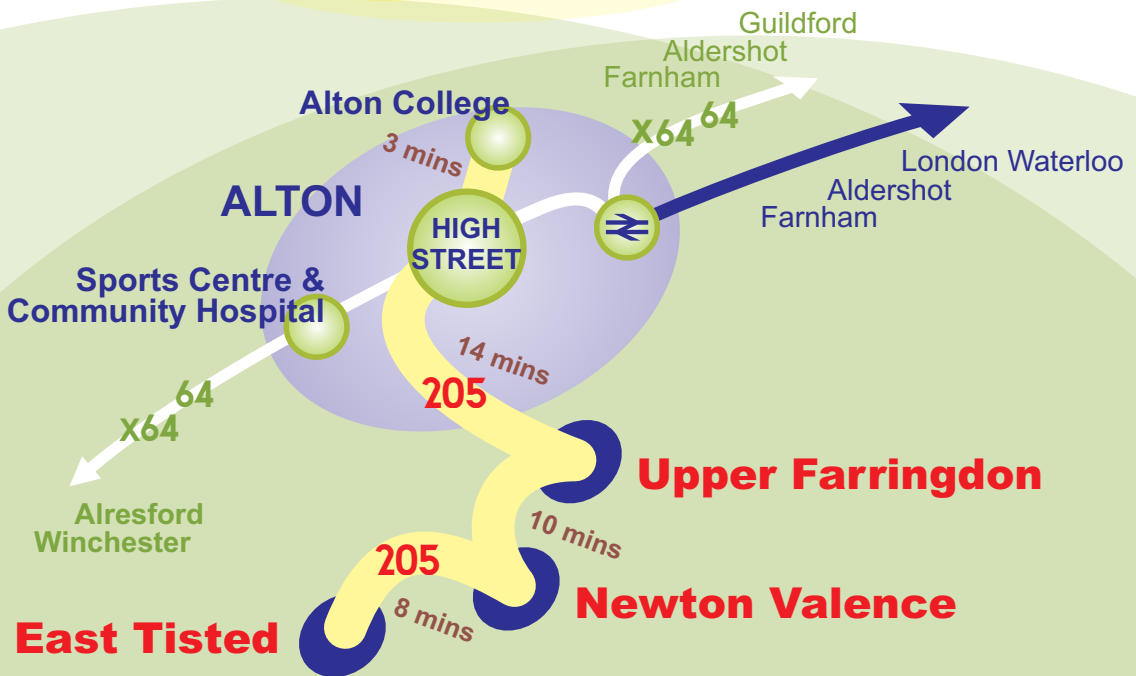 Guildford
Aldershot
Farnham
Alton College
X64 64
3 mins
London Waterloo
Aldershot
Farnham
ALTON
HIGH
STREET
Sports Centre &
Community Hospital
14 mins
205
64
X64
Upper Farringdon
Alresford
Winchester
10 mins
205
Newton Valence
8 mins
East Tisted